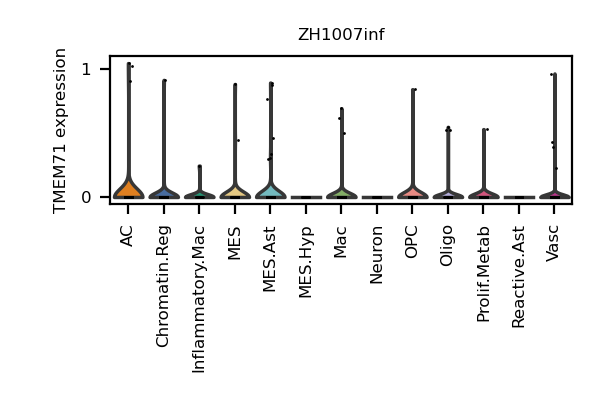 ZH1007inf
TMEM71 expression
1
0
AC
Chromatin.Reg
Inflammatory.Mac
MES
MES.Ast
MES.Hyp
Mac
Neuron
OPC
Oligo
Prolif.Metab
Reactive.Ast
Vasc